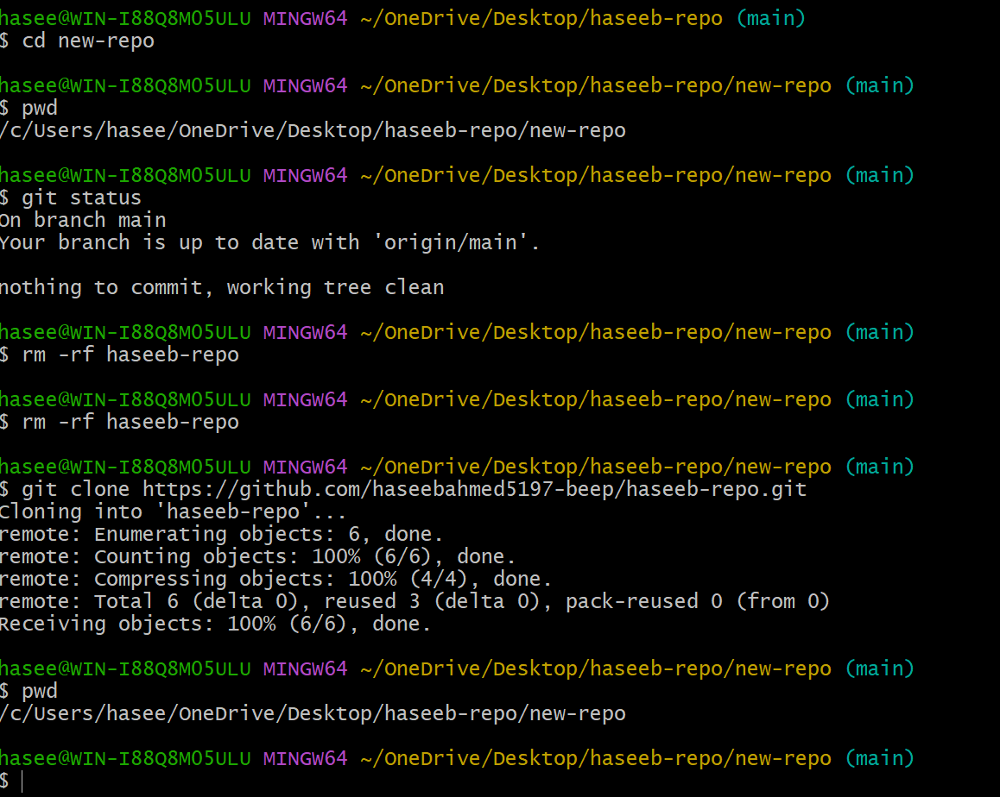 hasee@WIN-I88Q8MO5ULU MINGW64 ~/OneDrive/Desktop/haseeb-repo (main)
$ cd new-repo
hasee@WIN-I88Q8MO5ULU MINGW64 ~/OneDrive/Desktop/haseeb-repo/new-repo (main)
$ pwd
/c/Users/hasee/OneDrive/Desktop/haseeb-repo/new-repo
hasee@WIN-I88Q8MO5ULU MINGW64 ~/OneDrive/Desktop/haseeb-repo/new-repo (main)
$ git status
On branch main
Your branch is up to date with 'origin/main'.
nothing to commit, working tree clean
hasee@WIN-I88Q8MO5ULU MINGW64 ~/OneDrive/Desktop/haseeb-repo/new-repo (main)
$ rm -rf haseeb-repo
hasee@WIN-I88Q8MO5ULU MINGW64 ~/OneDrive/Desktop/haseeb-repo/new-repo (main)
$ rm -rf haseeb-repo
hasee@WIN-I88Q8MO5ULU MINGW64 ~/OneDrive/Desktop/haseeb-repo/new-repo (main)
$ git clone https://github.com/haseebahmed5197-beep/haseeb-repo.git
Cloning into 'haseeb-repo'...
remote: Enumerating objects: 6, done.
remote: Counting objects: 100% (6/6), done.
remote: Compressing objects: 100% (4/4), done.
remote: Total 6 (delta 0), reused 3 (delta 0), pack-reused 0 (from 0)
Receiving objects: 100% (6/6), done.
hasee@WIN-I88Q8MO5ULU MINGW64 ~/OneDrive/Desktop/haseeb-repo/new-repo (main)
$ pwd
/c/Users/hasee/OneDrive/Desktop/haseeb-repo/new-repo
hasee@WIN-I88Q8MO5ULU MINGW64 ~/OneDrive/Desktop/haseeb-repo/new-repo (main)
$